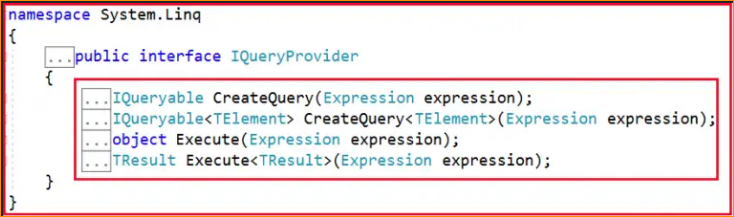 namespace System.Linq
{
...public interface IQueryProvider
{
...IQueryable CreateQuery(Expression expression);
...IQueryable<TElement> CreateQuery<TElement>(Expression expression);
...object Execute(Expression expression);
...TResult Execute<TResult>(Expression expression);
}
}